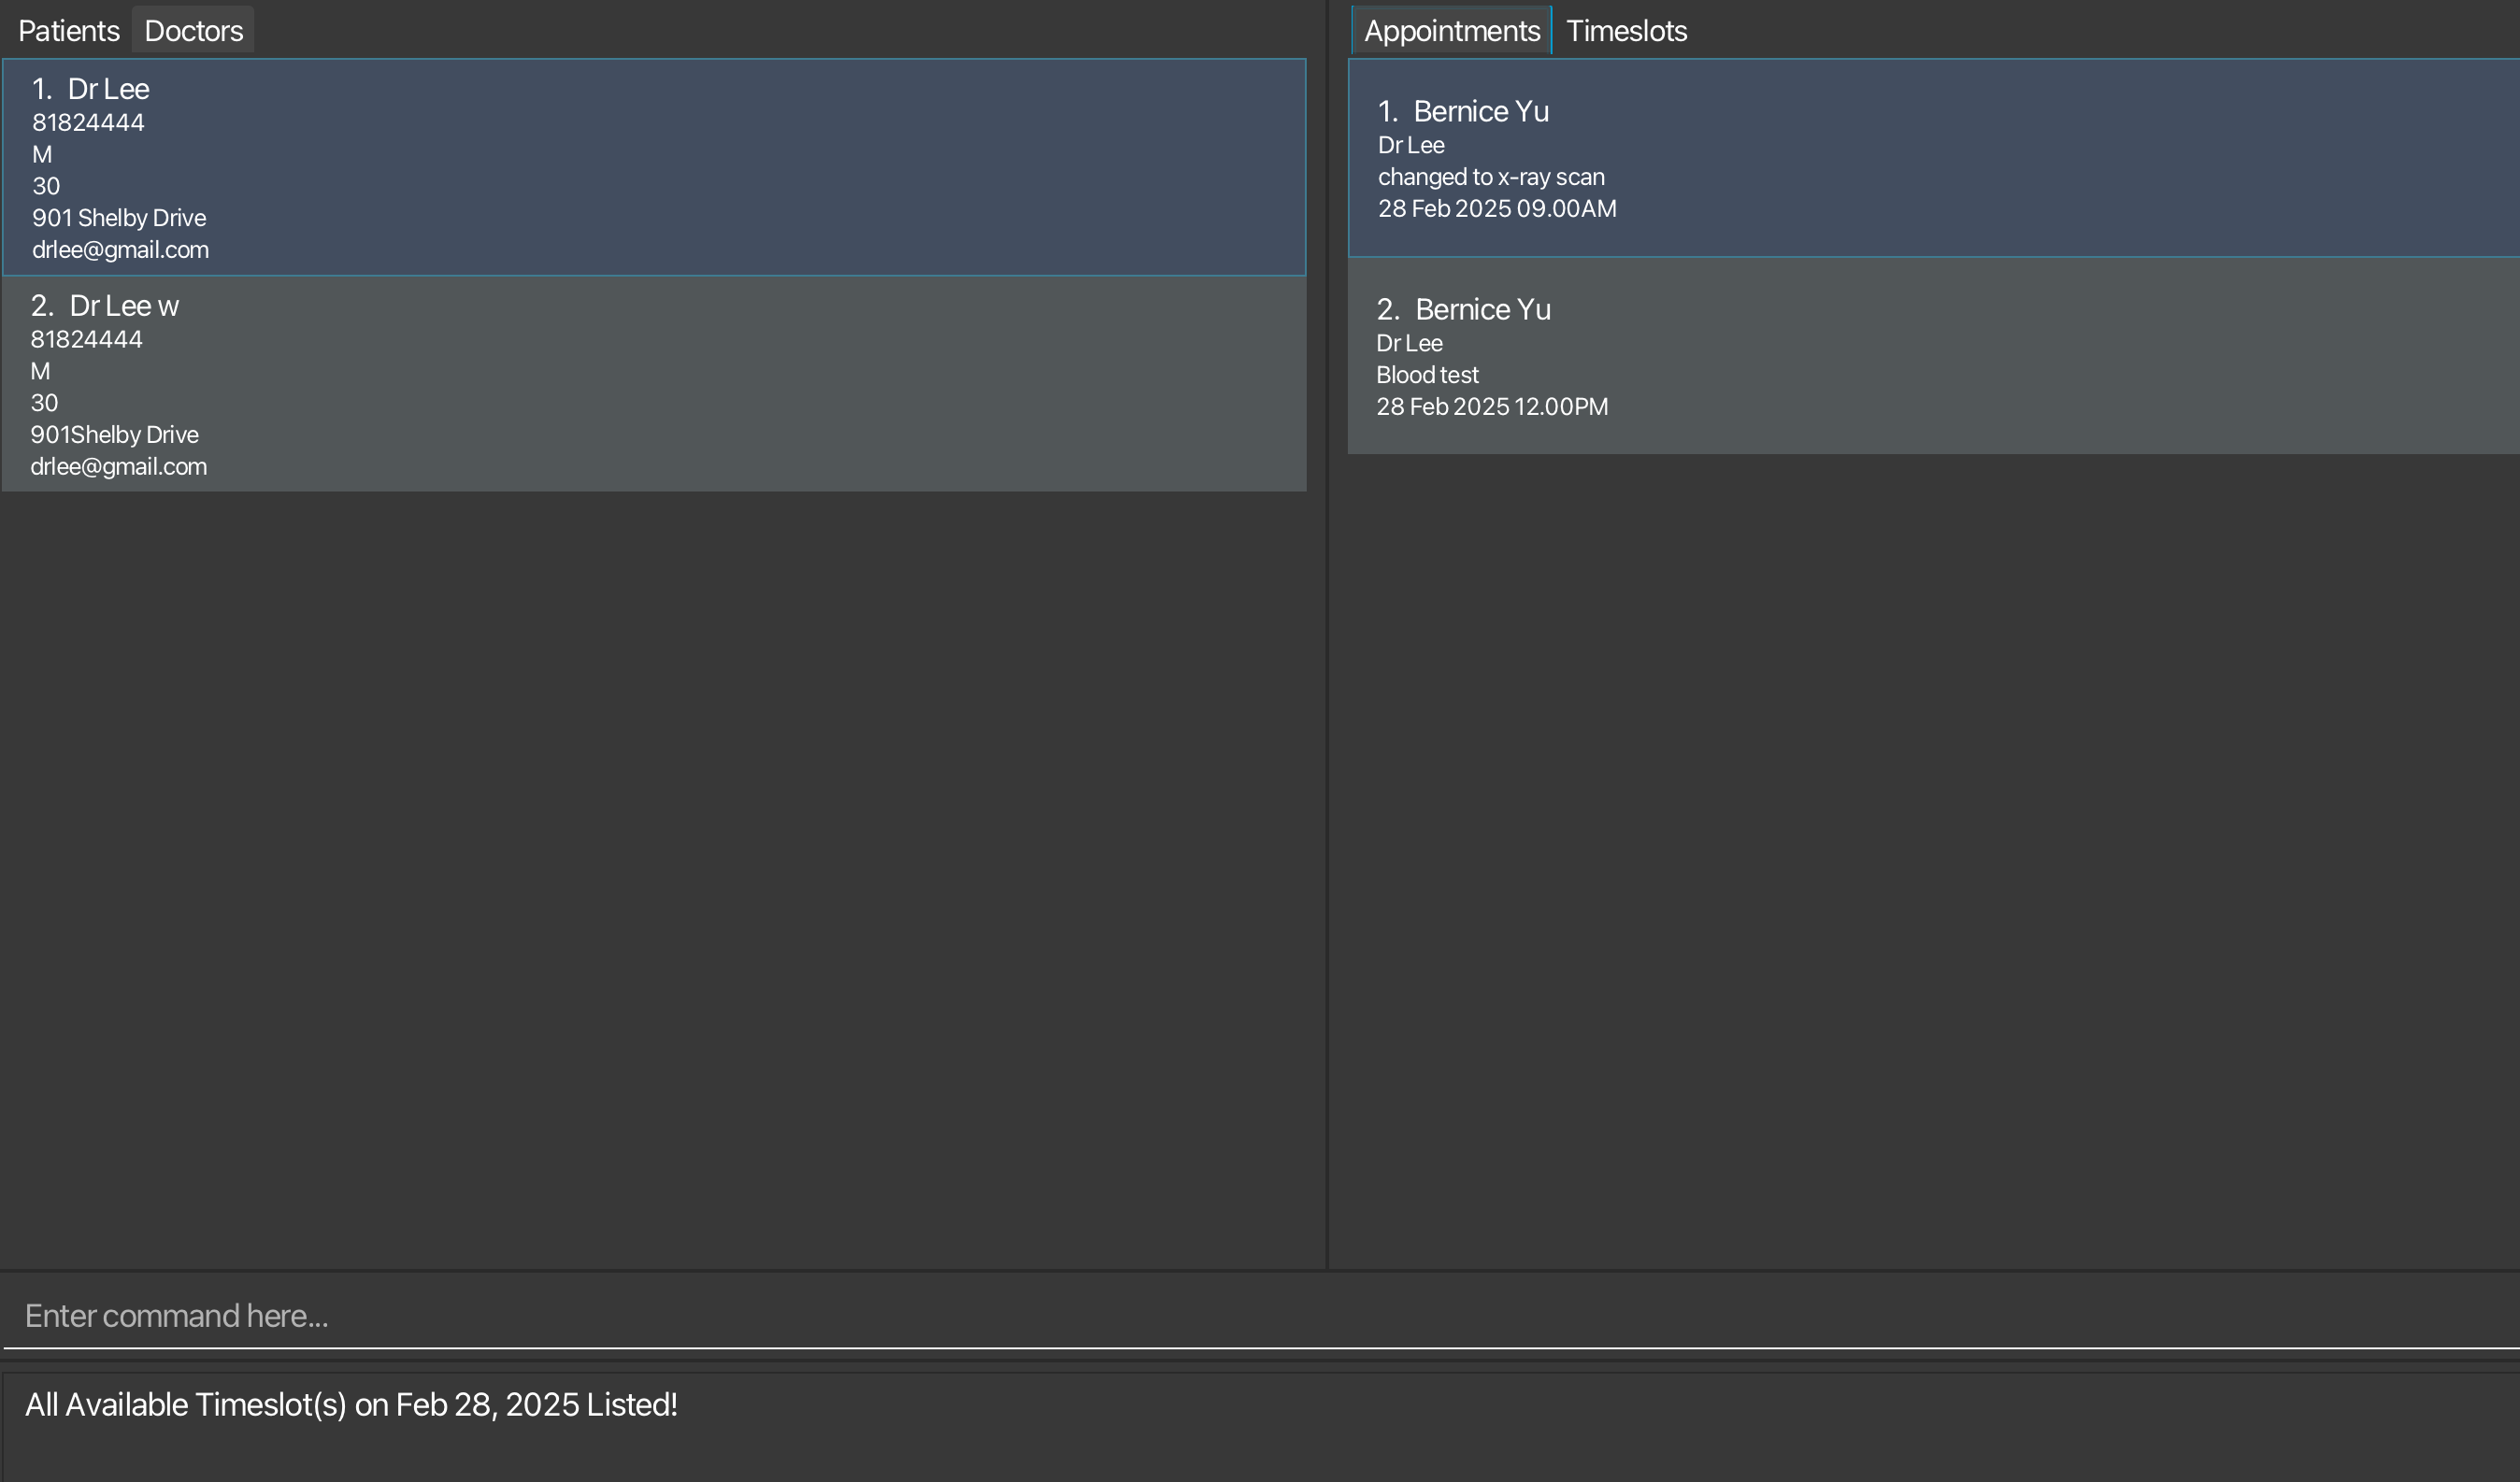 Patients Doctors
1. Dr Lee
81824444
M
30
901 Shelby Drive
drlee@gmail.com
2. Dr Lee w
81824444
M
30
901Shelby Drive
drlee@gmail.com
Appointments Timeslots
1. Bernice Yu
Dr Lee
changed to x-ray scan
28 Feb 2025 09.00AM
2. Bernice Yu
Dr Lee
Blood test
28 Feb 2025 12.00PM
Enter command here...
All Available Timeslot(s) on Feb 28, 2025 Listed!